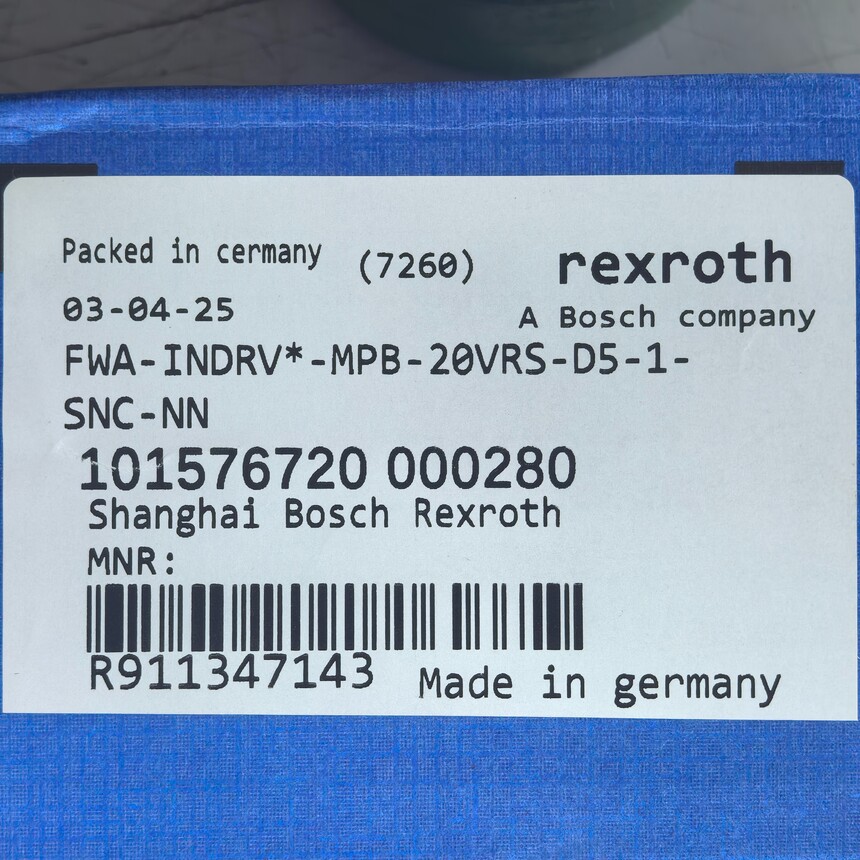 Packed in cermany (7260) rexroth
03-04-25 A Bosch company
FWA-INDRV*-MPB-20VRS-D5-1-
SNC-NN
101576720 000280
Shanghai Bosch Rexroth
MNR:
R911347143 Made in germany